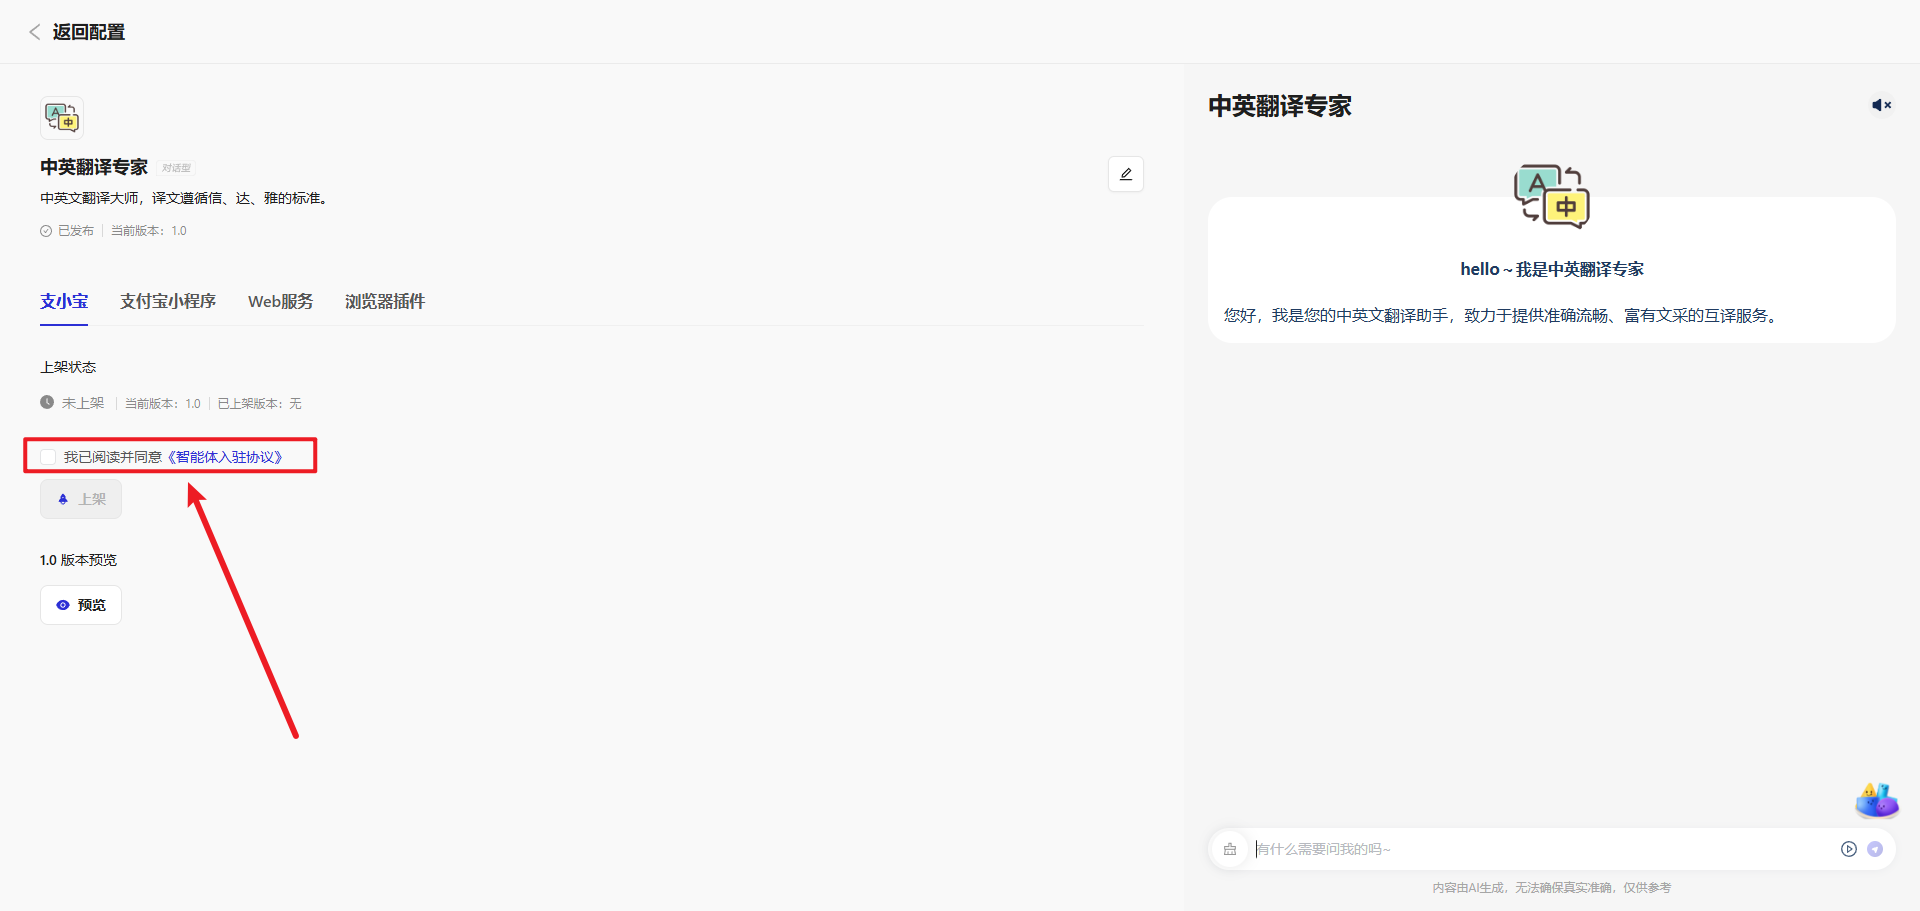 返回配置
中英翻译专家 对话型
中英文翻译大师，译文遵循信、达、雅的标准。
已发布 当前版本：1.0
支小宝 支付宝小程序 Web服务 浏览器插件
上架状态
未上架 当前版本：1.0 已上架版本：无
我已阅读并同意《智能体入驻协议》
上架
1.0 版本预览
预览
中英翻译专家
A
中
hello ~ 我是中英翻译专家
您好，我是您的中英文翻译助手，致力于提供准确流畅、富有文采的互译服务。
有什么需要问我的吗~
内容由AI生成，无法确保真实准确，仅供参考